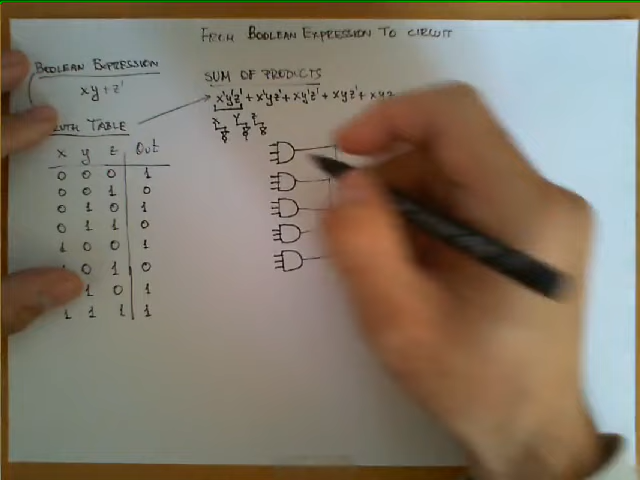 FROM BOOLEAN EXPRESSION TO CIRCUIT
BOOLEAN EXPRESSION
xy+z'
SUM OF PRODUCTS
x'y'z' + x'yz' + xy'z' + xyz' + xyz
TABLE
x y z Out
0 0 0 1
0 0 1 0
0 1 0 1
0 1 1 0
1 0 0 1
1 0 1 0
1 0 1
1 1 1 1
x y z